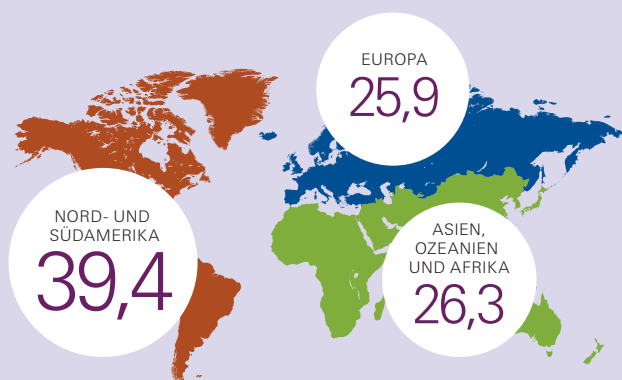 EUROPA
25,9
NORD- UND
SÜDAMERIKA
39,4
ASIEN,
OZEANIEN
UND AFRIKA
26,3